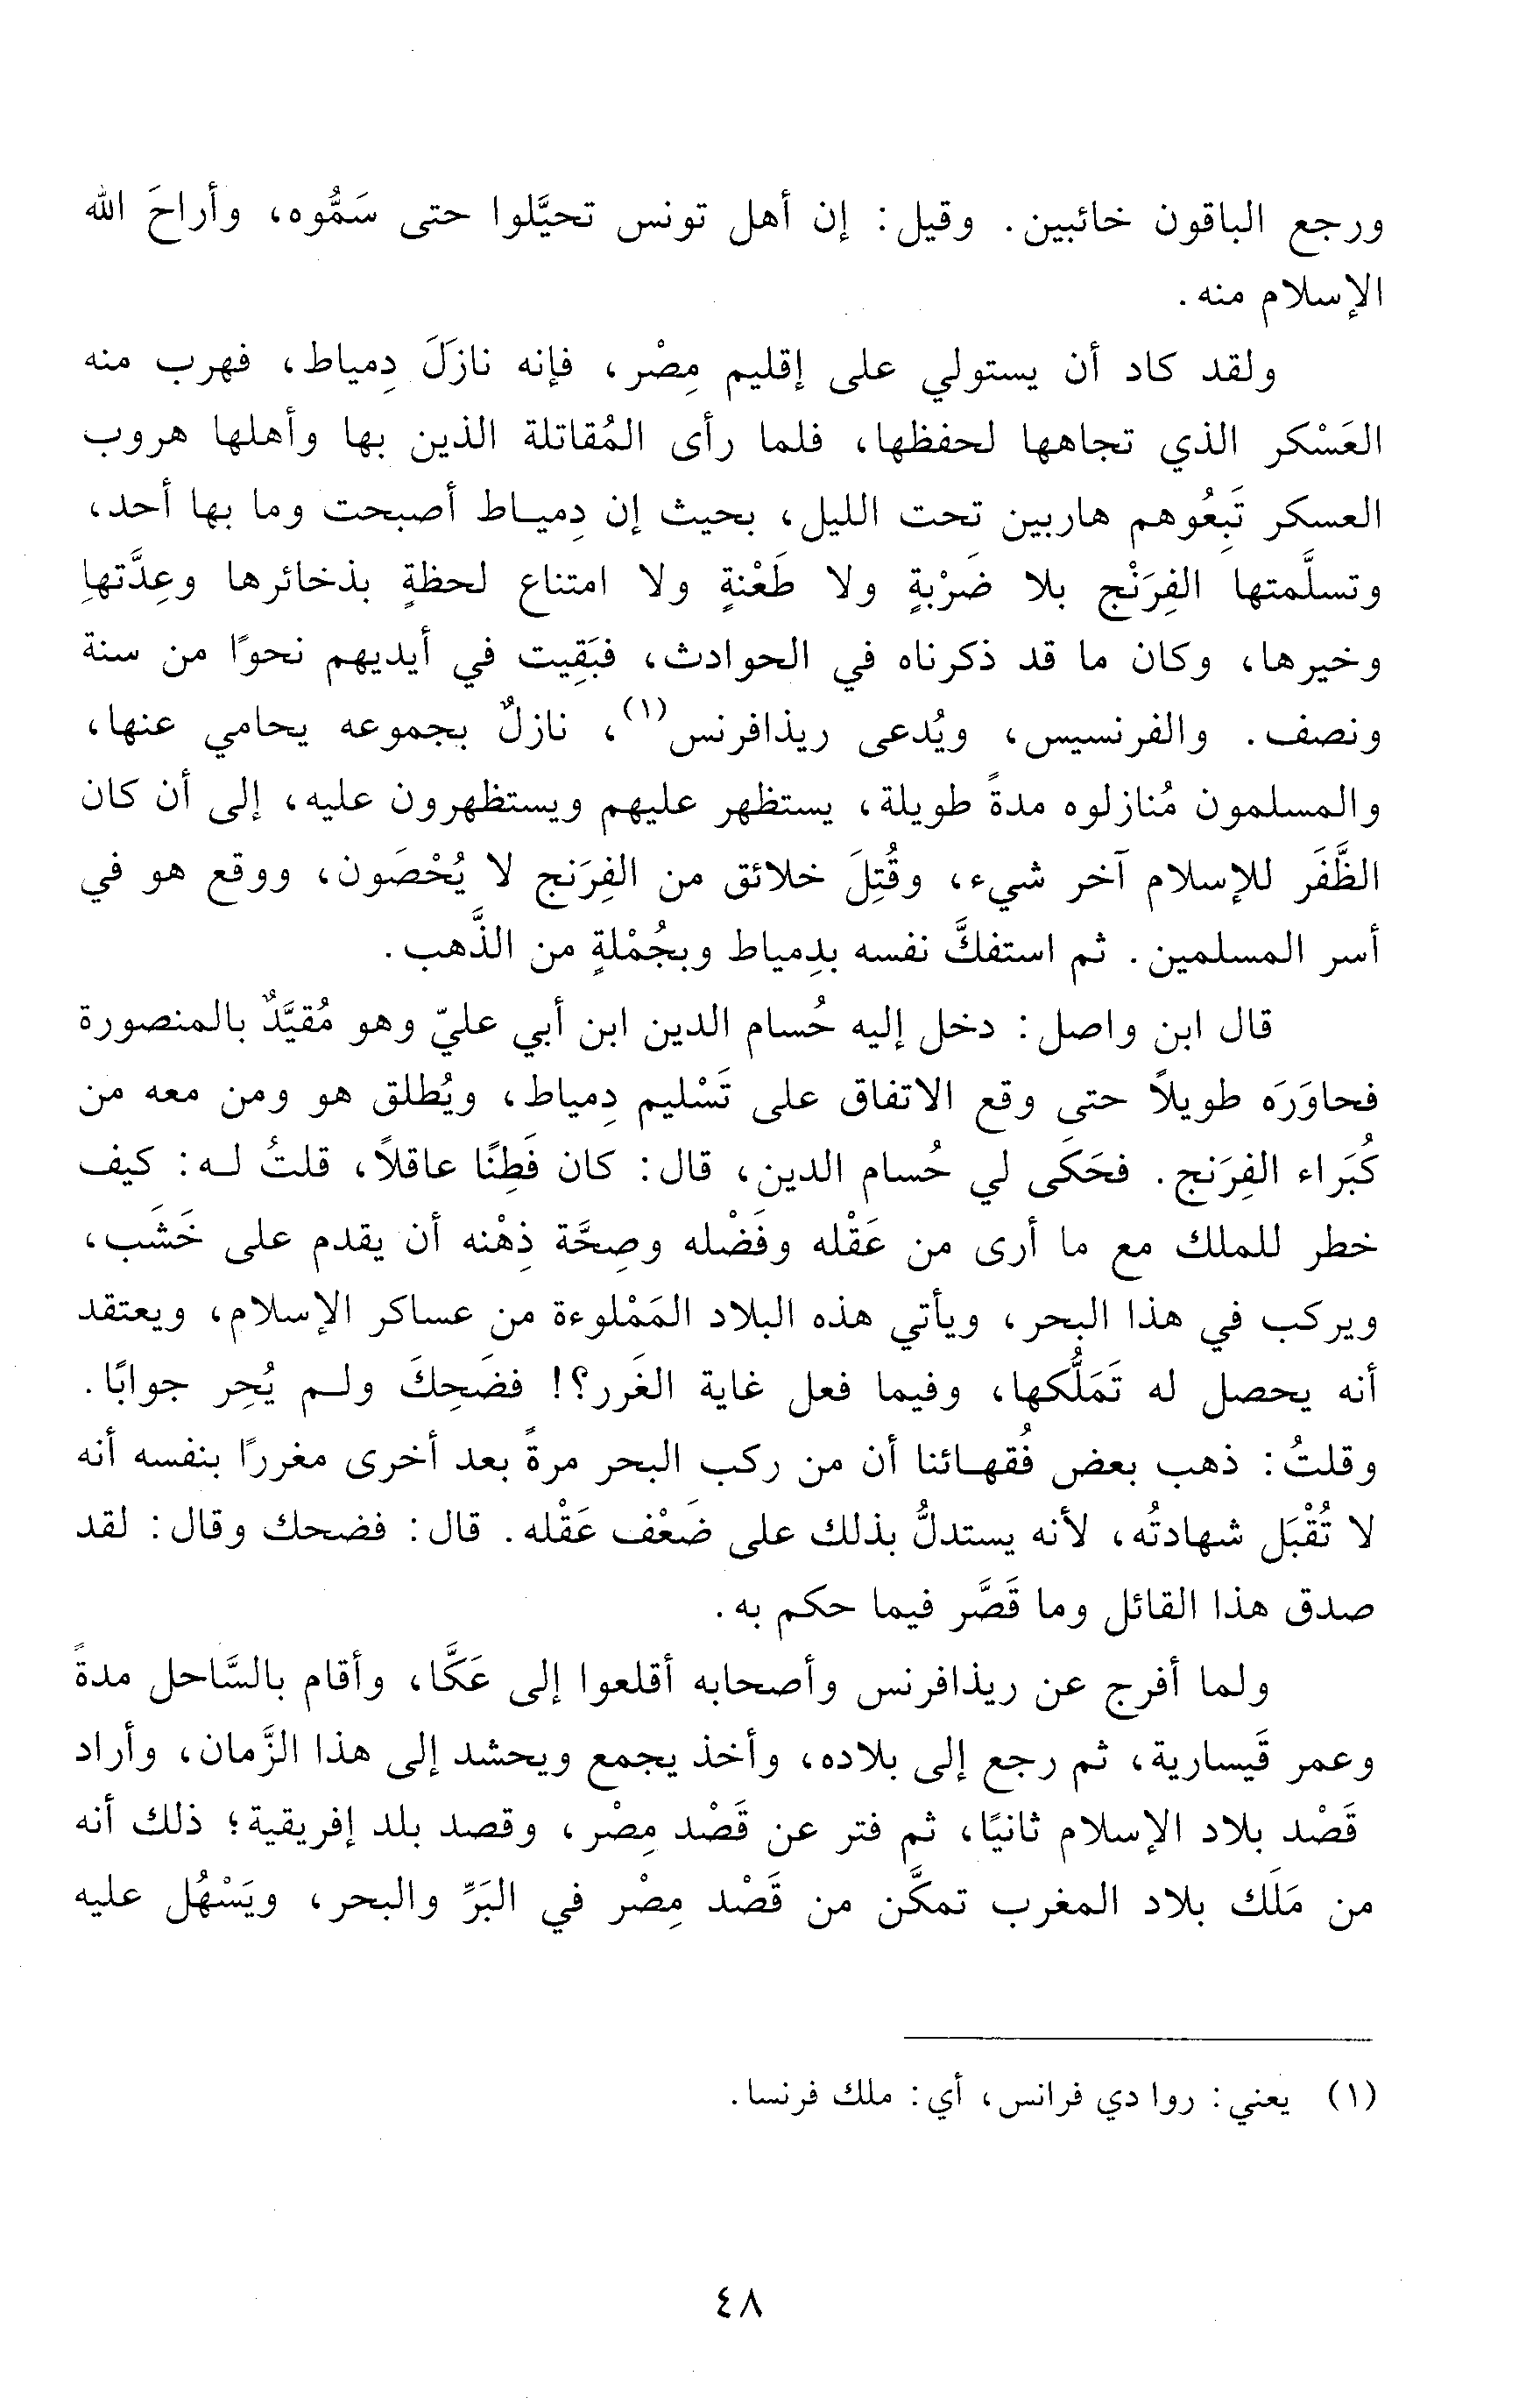 ورجع الباقون خائبين. وقيل: إن أهل تونس تحيَّلوا حتى سَمُّوه، وأراحَ الله
الإسلام منه.
ولقد كاد أن يستولي على إقليم مِصْر، فإنه نازَلَ دِمياط، فهرب منه
العَسْكر الذي تجاهها لحفظها، فلما رأى المُقاتلة الذين بها وأهلها هروب
العسكر تَبِعُوهم هاربين تحت الليل، بحيث إن دِميـاط أصبحت وما بها أحد،
وتسلَّمتها الفِرَنْج بلا ضَرْبةٍ ولا طَعْنةٍ ولا امتناع لحظةٍ بذخائرها وعِدَّتهاِ
وخيرها، وكان ما قد ذكرناه في الحوادث، فبَقِيت في أيديهم نحوًا من سنة
ونصف. والفرنسيس، ويُدعى ريذافرنس(١)، نازلٌ بجموعه يحامي عنها،
والمسلمون مُنازلوه مدةً طويلة، يستظهر عليهم ويستظهرون عليه، إلى أن كان
الظَّفَر للإسلام آخر شيء، وقُتِلَ خلائق من الفِرَنج لا يُحْصَون، ووقع هو في
أسر المسلمين. ثم استفكَّ نفسه بدِمياط وبجُمْلةٍ من الذَّهب.
قال ابن واصل: دخل إليه حُسام الدين ابن أبي عليّ وهو مُقيَّدٌ بالمنصورة
فحاوَرَه طويلاً حتى وقع الاتفاق على تَسْليم دِمياط، ويُطلق هو ومن معه من
كُبَراء الفِرَنج. فحَكَى لي حُسام الدين، قال: كان فَطِنًا عاقلاً، قلتُ لـه: كيف
خطر للملك مع ما أرى من عَقْله وفَضْله وصِحَّة ذِهْنه أن يقدم على خَشَب،
ويركب في هذا البحر، ويأتي هذه البلاد المَمْلوءة من عساكر الإسلام، ويعتقد
أنه يحصل له تَمَلُّكها، وفيما فعل غاية الغَرر؟! فضَحِكَ ولـم يُحِر جوابًا.
وقلتُ: ذهب بعض فُقهـائنا أن من ركب البحر مرةً بعد أخرى مغررًا بنفسه أنه
لا تُقْبَل شهادتُه، لأنه يستدلُّ بذلك على ضَعْف عَقْله. قال: فضحك وقال: لقد
صدق هذا القائل وما قَصَّر فيما حكم به.
ولما أفرج عن ريذافرنس وأصحابه أقلعوا إلى عَكَّا، وأقام بالسَّاحل مدةً
وعمر قَيسارية، ثم رجع إلى بلاده، وأخذ يجمع ويحشد إلى هذا الزَّمان، وأراد
قَصْد بلاد الإسلام ثانيًا، ثم فتر عن قَصْد مِصْر، وقصد بلد إفريقية؛ ذلك أنه
من مَلَك بلاد المغرب تمكَّن من قَصْد مِصْر في البَرِّ والبحر، ويَسْهُل عليه
(١) يعني: روا دي فرانس، أي: ملك فرنسا.
٤٨